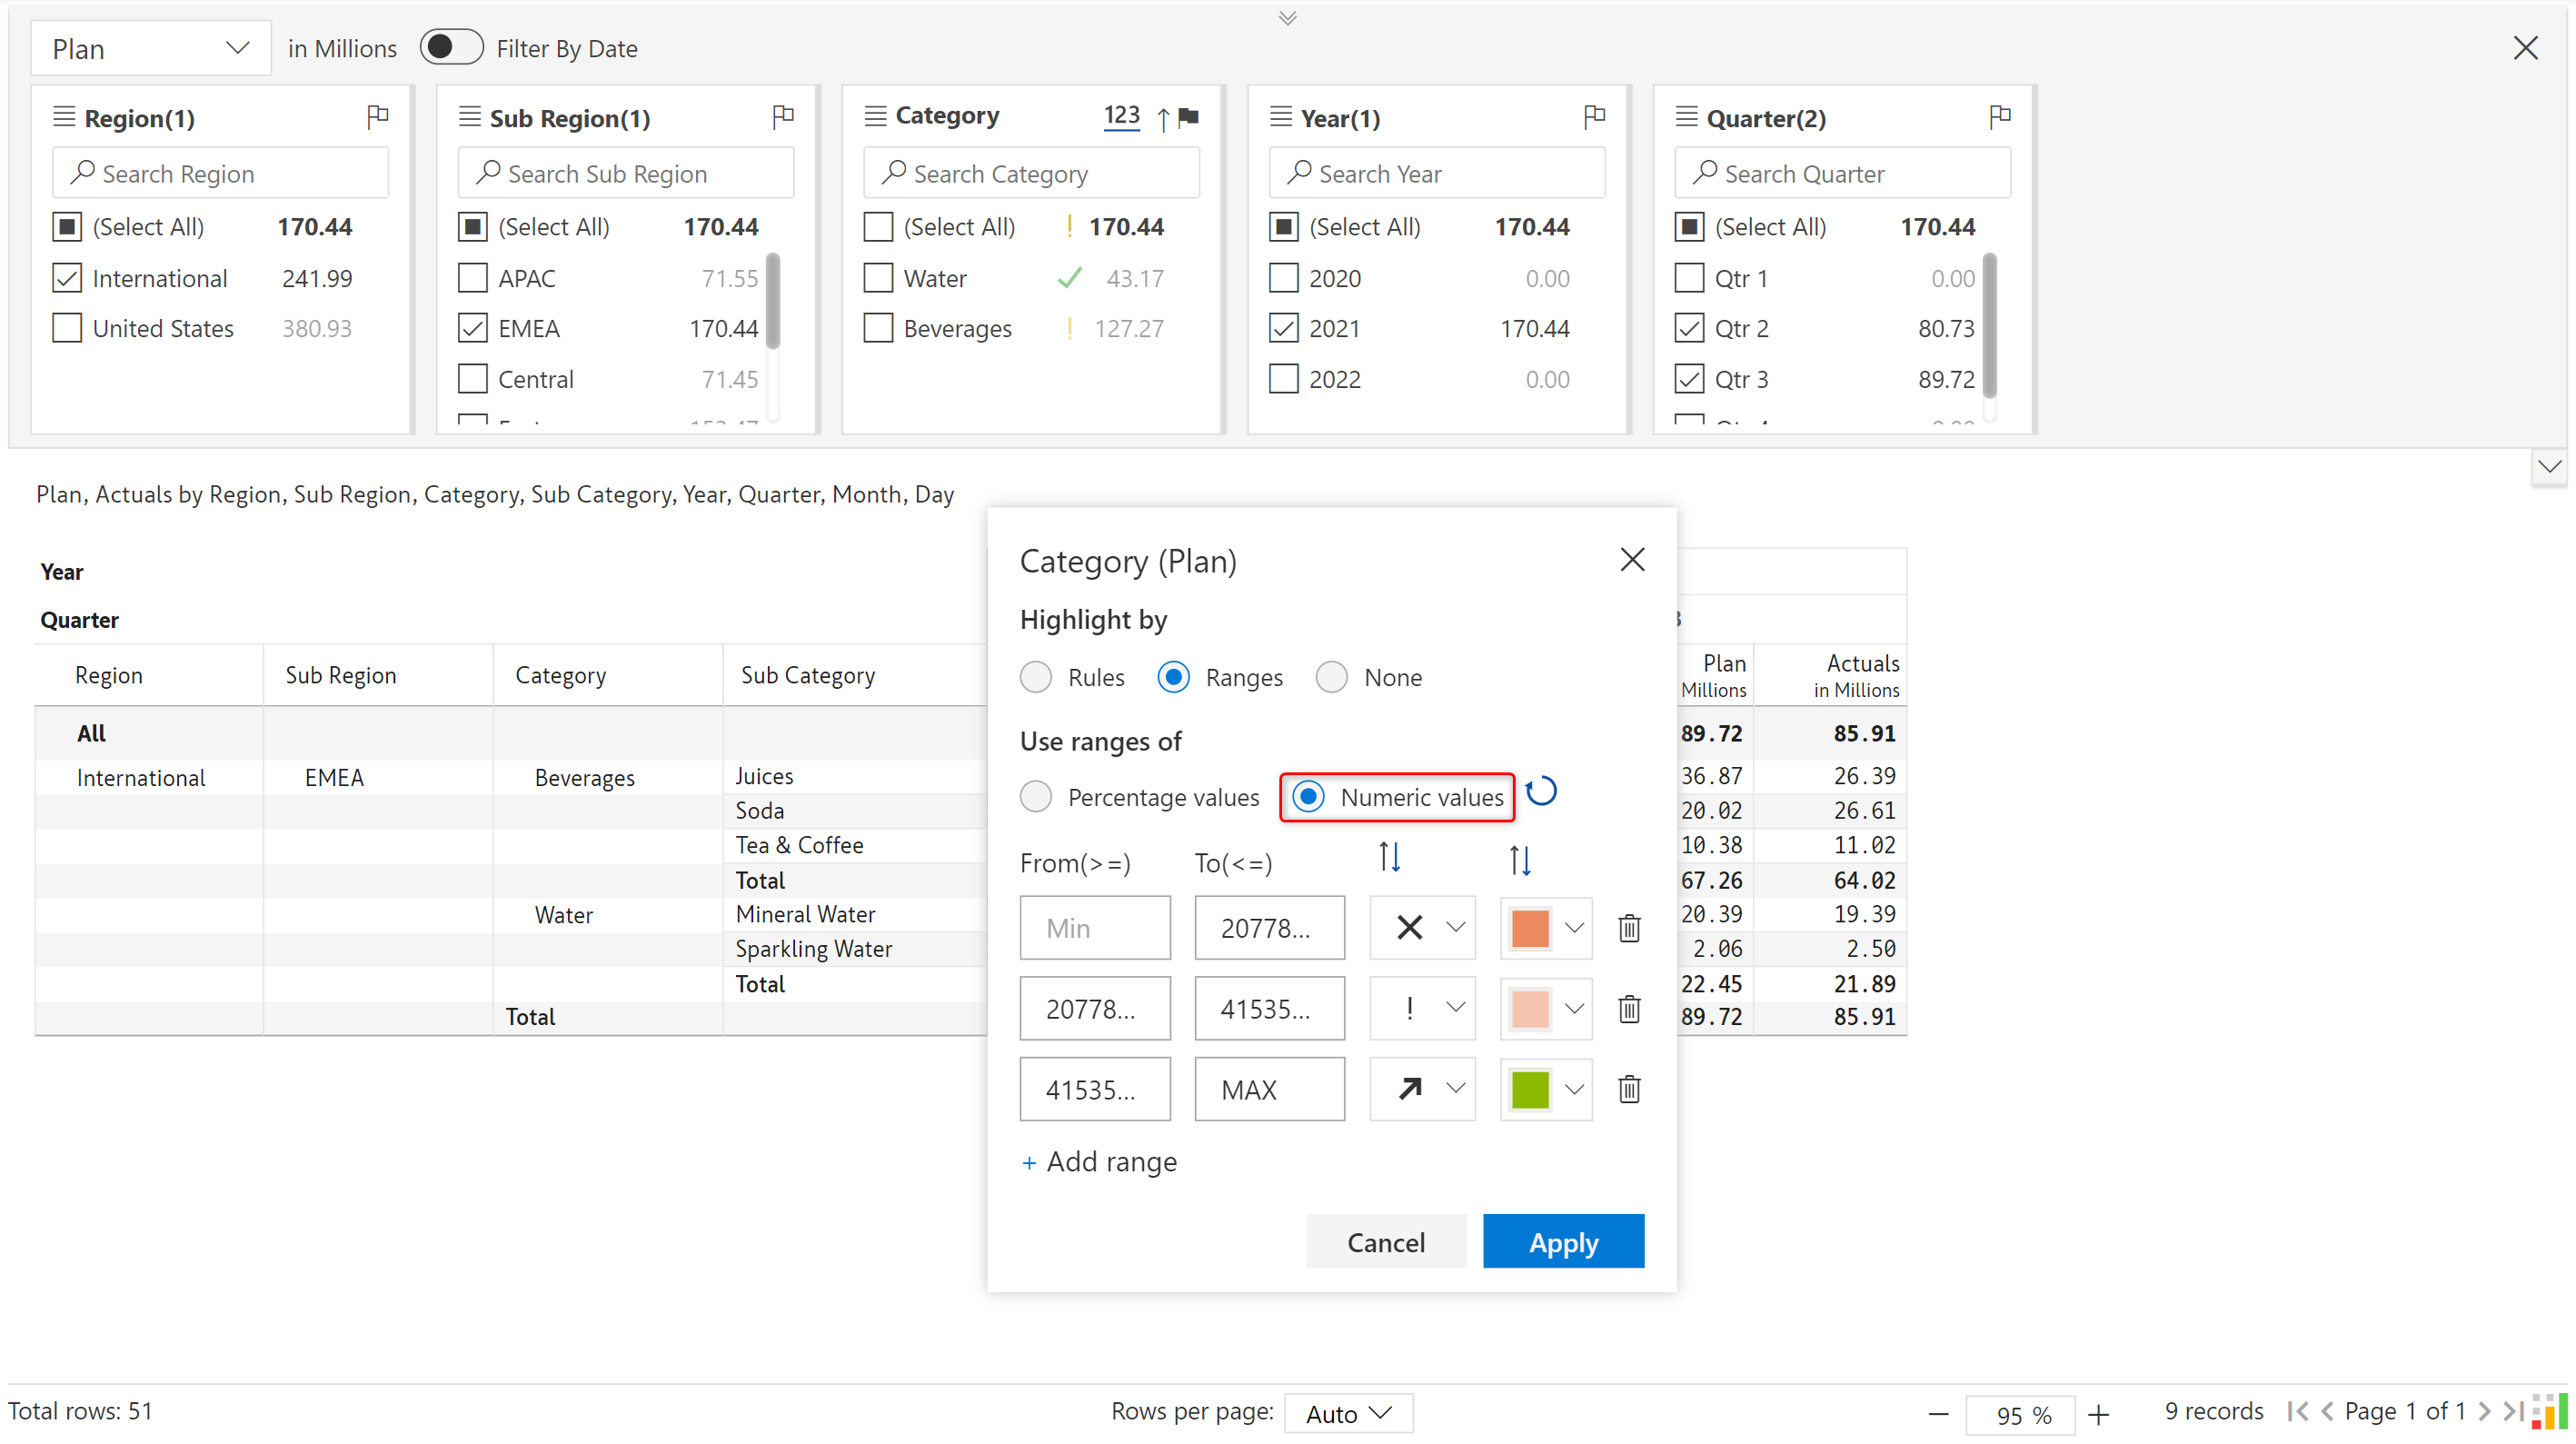 Plan in Millions Filter By Date
Region(1) Sub Region(1) Category 123 Year(1) Quarter(2)
Search Region Search Sub Region Search Category Search Year Search Quarter
(Select All) 170.44 (Select All) 170.44 (Select All) ! 170.44 (Select All) 170.44 (Select All) 170.44
International 241.99 APAC 71.55 Water 43.17 2020 0.00 Qtr 1 0.00
United States 380.93 EMEA 170.44 Beverages ! 127.27 2021 170.44 Qtr 2 80.73
Central 71.45 2022 0.00 Qtr 3 89.72
Plan, Actuals by Region, Sub Region, Category, Sub Category, Year, Quarter, Month, Day
Year
Quarter
Region Sub Region Category Sub Category Plan Actuals
Millions in Millions
All 89.72 85.91
International EMEA Beverages Juices 36.87 26.39
Soda 20.02 26.61
Tea & Coffee 10.38 11.02
Total 67.26 64.02
Water Mineral Water 20.39 19.39
Sparkling Water 2.06 2.50
Total 22.45 21.89
Total 89.72 85.91
Category (Plan)
Highlight by
Rules Ranges None
Use ranges of
Percentage values Numeric values
From(>=) To(<=)
Min 20778...
20778... 41535... !
41535... MAX
+ Add range
Cancel Apply
Total rows: 51 Rows per page: Auto 95 % 9 records Page 1 of 1